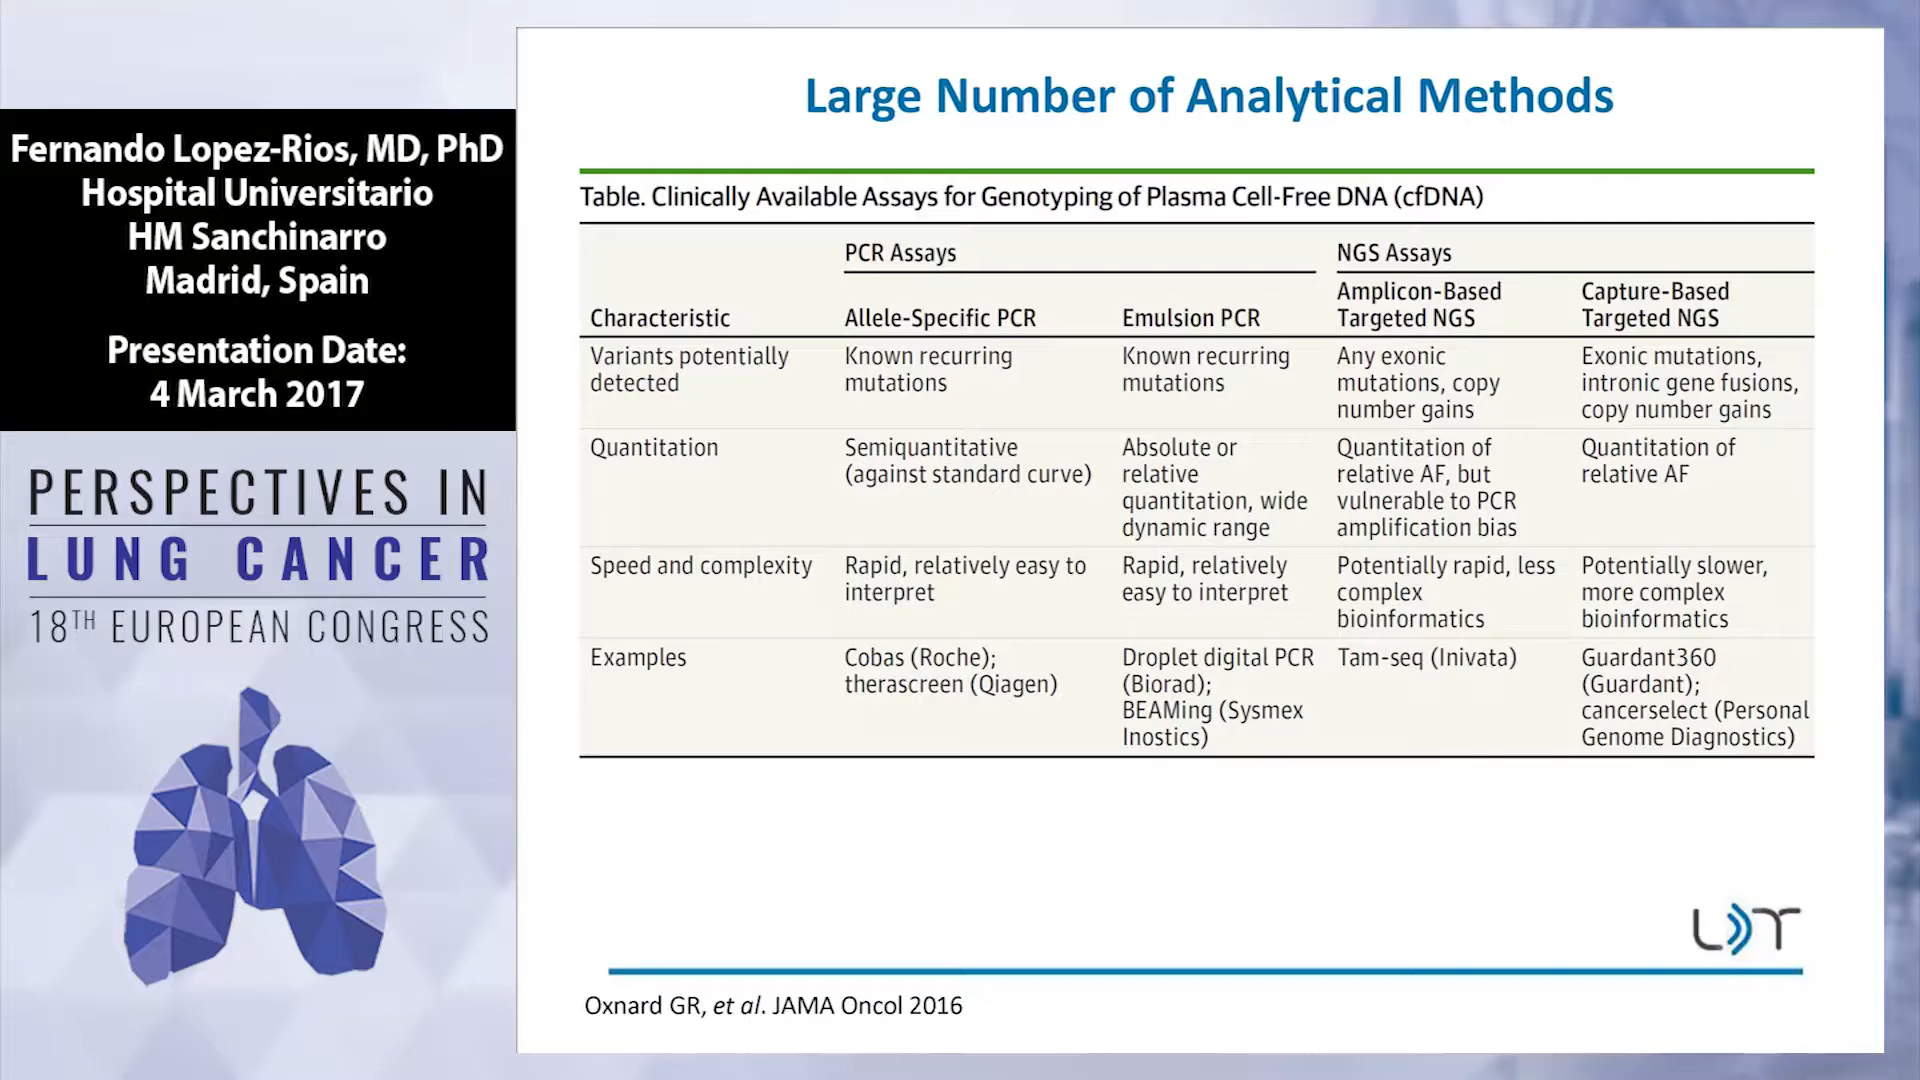 Fernando Lopez-Rios, MD, PhD
Hospital Universitario
HM Sanchinarro
Madrid, Spain
Presentation Date:
4 March 2017
PERSPECTIVES IN
LUNG CANCER
18TH EUROPEAN CONGRESS
Large Number of Analytical Methods
Table. Clinically Available Assays for Genotyping of Plasma Cell-Free DNA (cfDNA)
PCR Assays
NGS Assays
Characteristic
Allele-Specific PCR
Emulsion PCR
Amplicon-Based
Targeted NGS
Capture-Based
Targeted NGS
Variants potentially
detected
Known recurring
mutations
Known recurring
mutations
Any exonic
mutations, copy
number gains
Exonic mutations,
intronic gene fusions,
copy number gains
Quantitation
Semiquantitative
(against standard curve)
Absolute or
relative
quantitation, wide
dynamic range
Quantitation of
relative AF, but
vulnerable to PCR
amplification bias
Quantitation of
relative AF
Speed and complexity
Rapid, relatively easy to
interpret
Rapid, relatively
easy to interpret
Potentially rapid, less
complex
bioinformatics
Potentially slower,
more complex
bioinformatics
Examples
Cobas (Roche);
therascreen (Qiagen)
Droplet digital PCR
(Biorad);
BEAMing (Sysmex
Inostics)
Tam-seq (Inivata)
Guardant360
(Guardant);
cancerselect (Personal
Genome Diagnostics)
Oxnard GR, et al. JAMA Oncol 2016